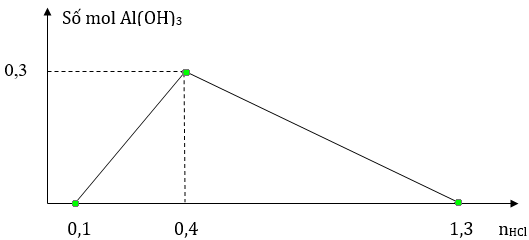 Số mol Al(OH)₃
0,3
0,1
0,4
1,3
nHCl